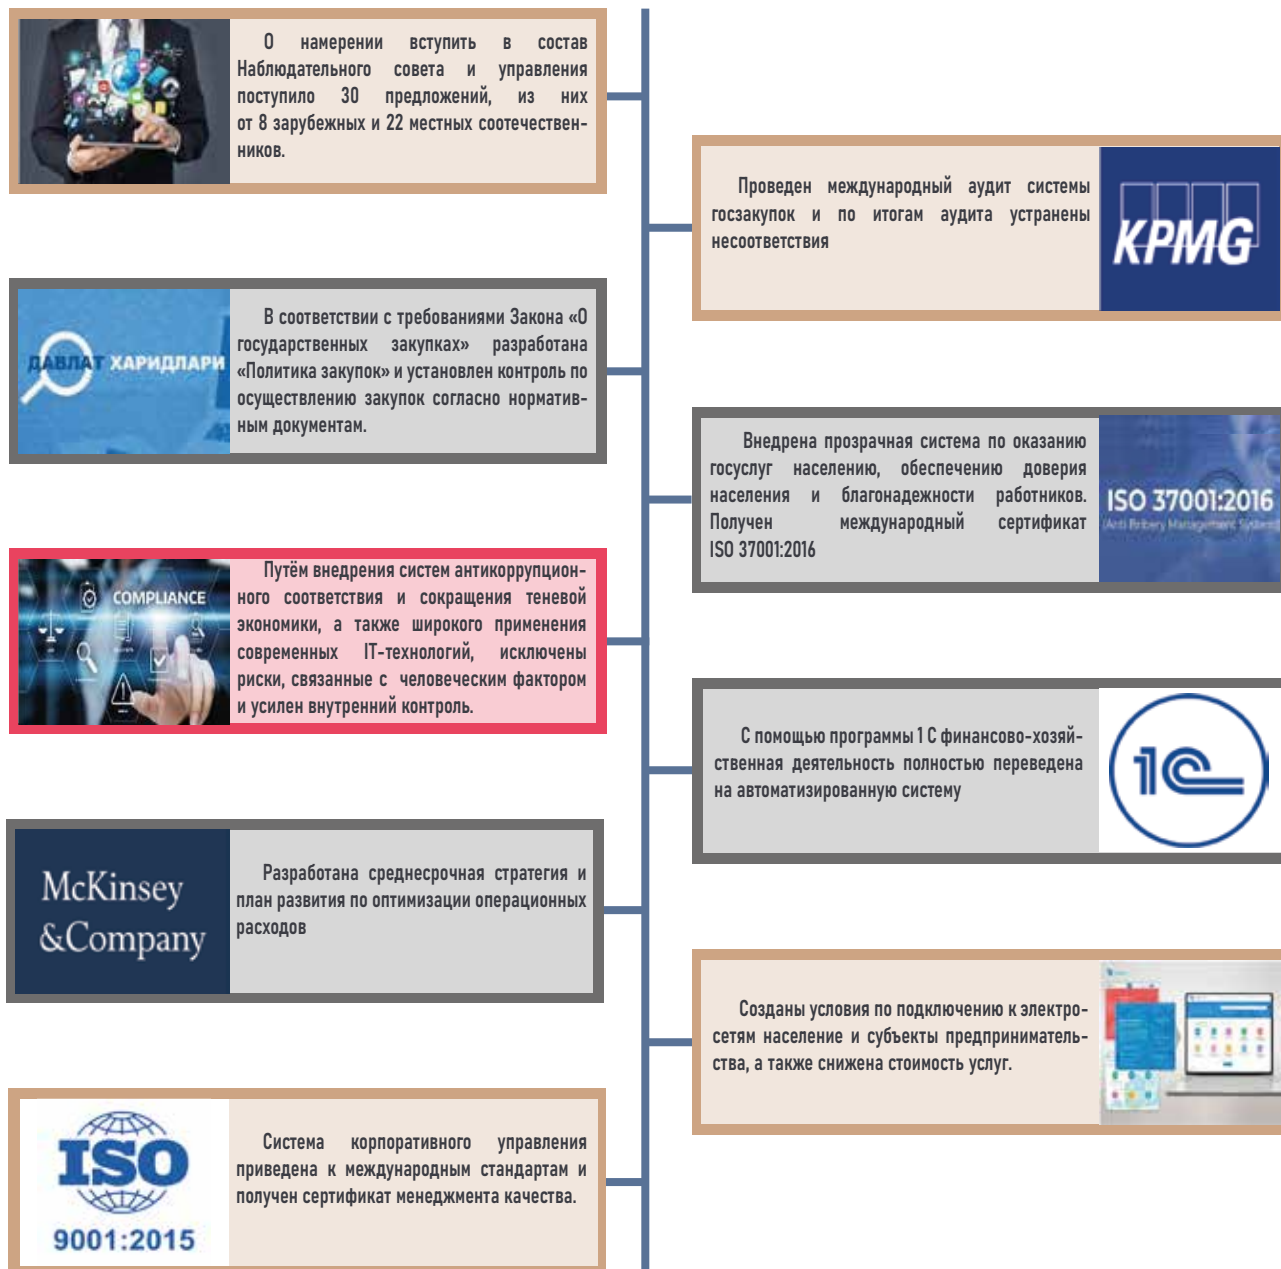 О намерении вступить в состав
Наблюдательного совета и управления
поступило 30 предложений, из них
от 8 зарубежных и 22 местных соотечествен-
ников.
Проведен международный аудит системы
госзакупок и по итогам аудита устранены
несоответствия
KPMG
ДАВЛАТ ХАРИДЛАРИ
В соответствии с требованиями Закона «О
государственных закупках» разработана
«Политика закупок» и установлен контроль по
осуществлению закупок согласно норматив-
ным документам.
Внедрена прозрачная система по оказанию
госуслуг населению, обеспечению доверия
населения и благонадежности работников.
Получен международный сертификат
ISO 37001:2016
ISO 37001:2016
(Anti Bribery Management System)
COMPLIANCE
Путём внедрения систем антикоррупцион-
ного соответствия и сокращения теневой
экономики, а также широкого применения
современных IT-технологий, исключены
риски, связанные с человеческим фактором
и усилен внутренний контроль.
С помощью программы 1 С финансово-хозяй-
ственная деятельность полностью переведена
на автоматизированную систему
1С
McKinsey
&Company
Разработана среднесрочная стратегия и
план развития по оптимизации операционных
расходов
Созданы условия по подключению к электро-
сетям население и субъекты предприниматель-
ства, а также снижена стоимость услуг.
ISO
9001:2015
Система корпоративного управления
приведена к международным стандартам и
получен сертификат менеджмента качества.